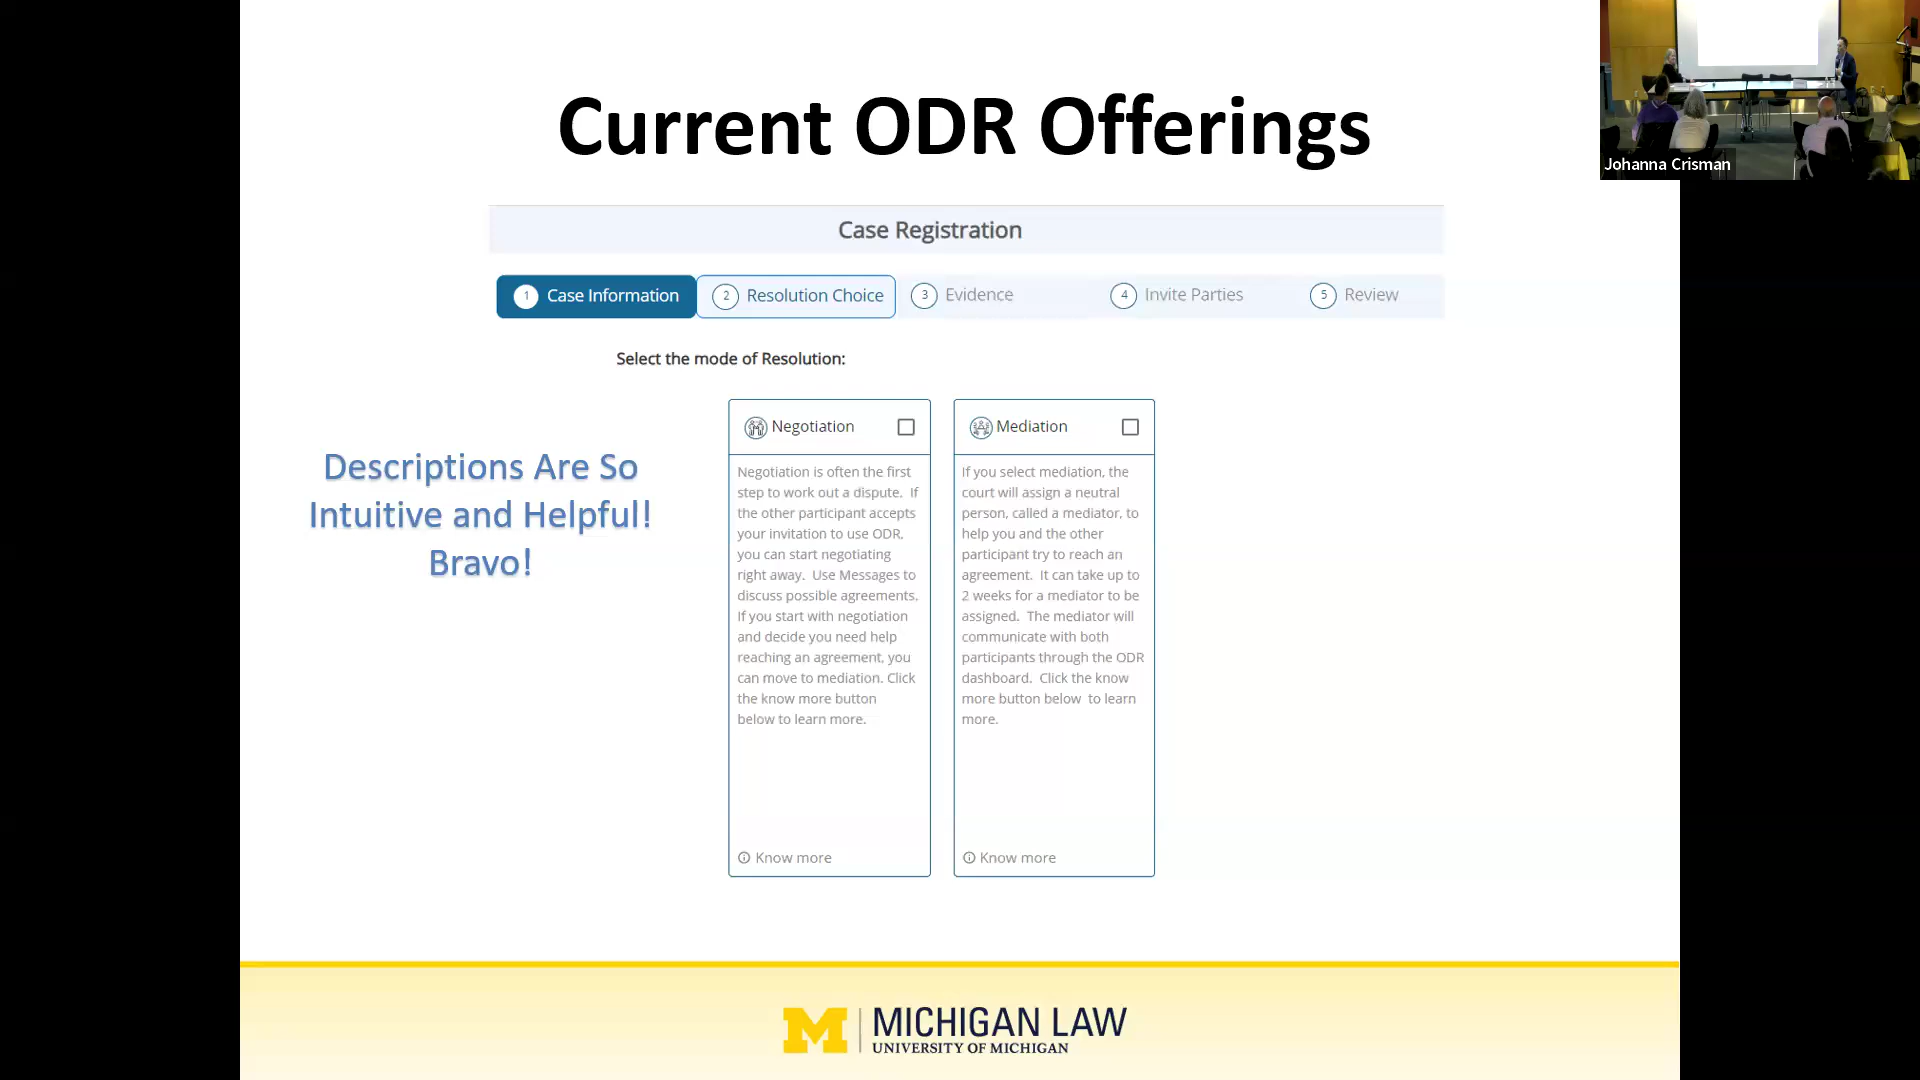 Current ODR Offerings
Johanna Crisman
Case Registration
1 Case Information
2 Resolution Choice
3 Evidence
4 Invite Parties
5 Review
Select the mode of Resolution:
Descriptions Are So
Intuitive and Helpful!
Bravo!
Negotiation
Negotiation is often the first
step to work out a dispute. If
the other participant accepts
your invitation to use ODR,
you can start negotiating
right away. Use Messages to
discuss possible agreements.
If you start with negotiation
and decide you need help
reaching an agreement, you
can move to mediation. Click
the know more button
below to learn more.
Know more
Mediation
If you select mediation, the
court will assign a neutral
person, called a mediator, to
help you and the other
participant try to reach an
agreement. It can take up to
2 weeks for a mediator to be
assigned. The mediator will
communicate with both
participants through the ODR
dashboard. Click the know
more button below to learn
more.
Know more
M
MICHIGAN LAW
UNIVERSITY OF MICHIGAN